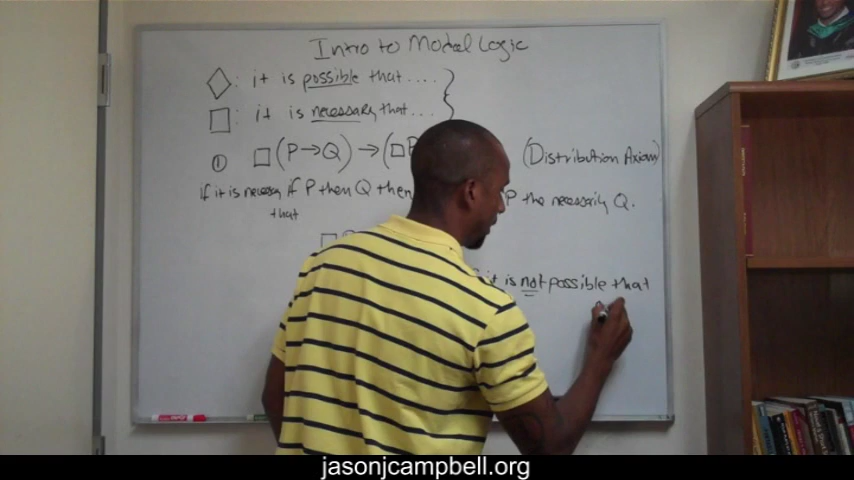 Intro to Modal Logic
◇: it is possible that....
□: it is necessary that...
① □(P→Q)→(□P (Distribution Axiom)
If it is necessary if P then Q then P the necessarily Q.
that
□
it is not possible that
jasonjcampbell.org